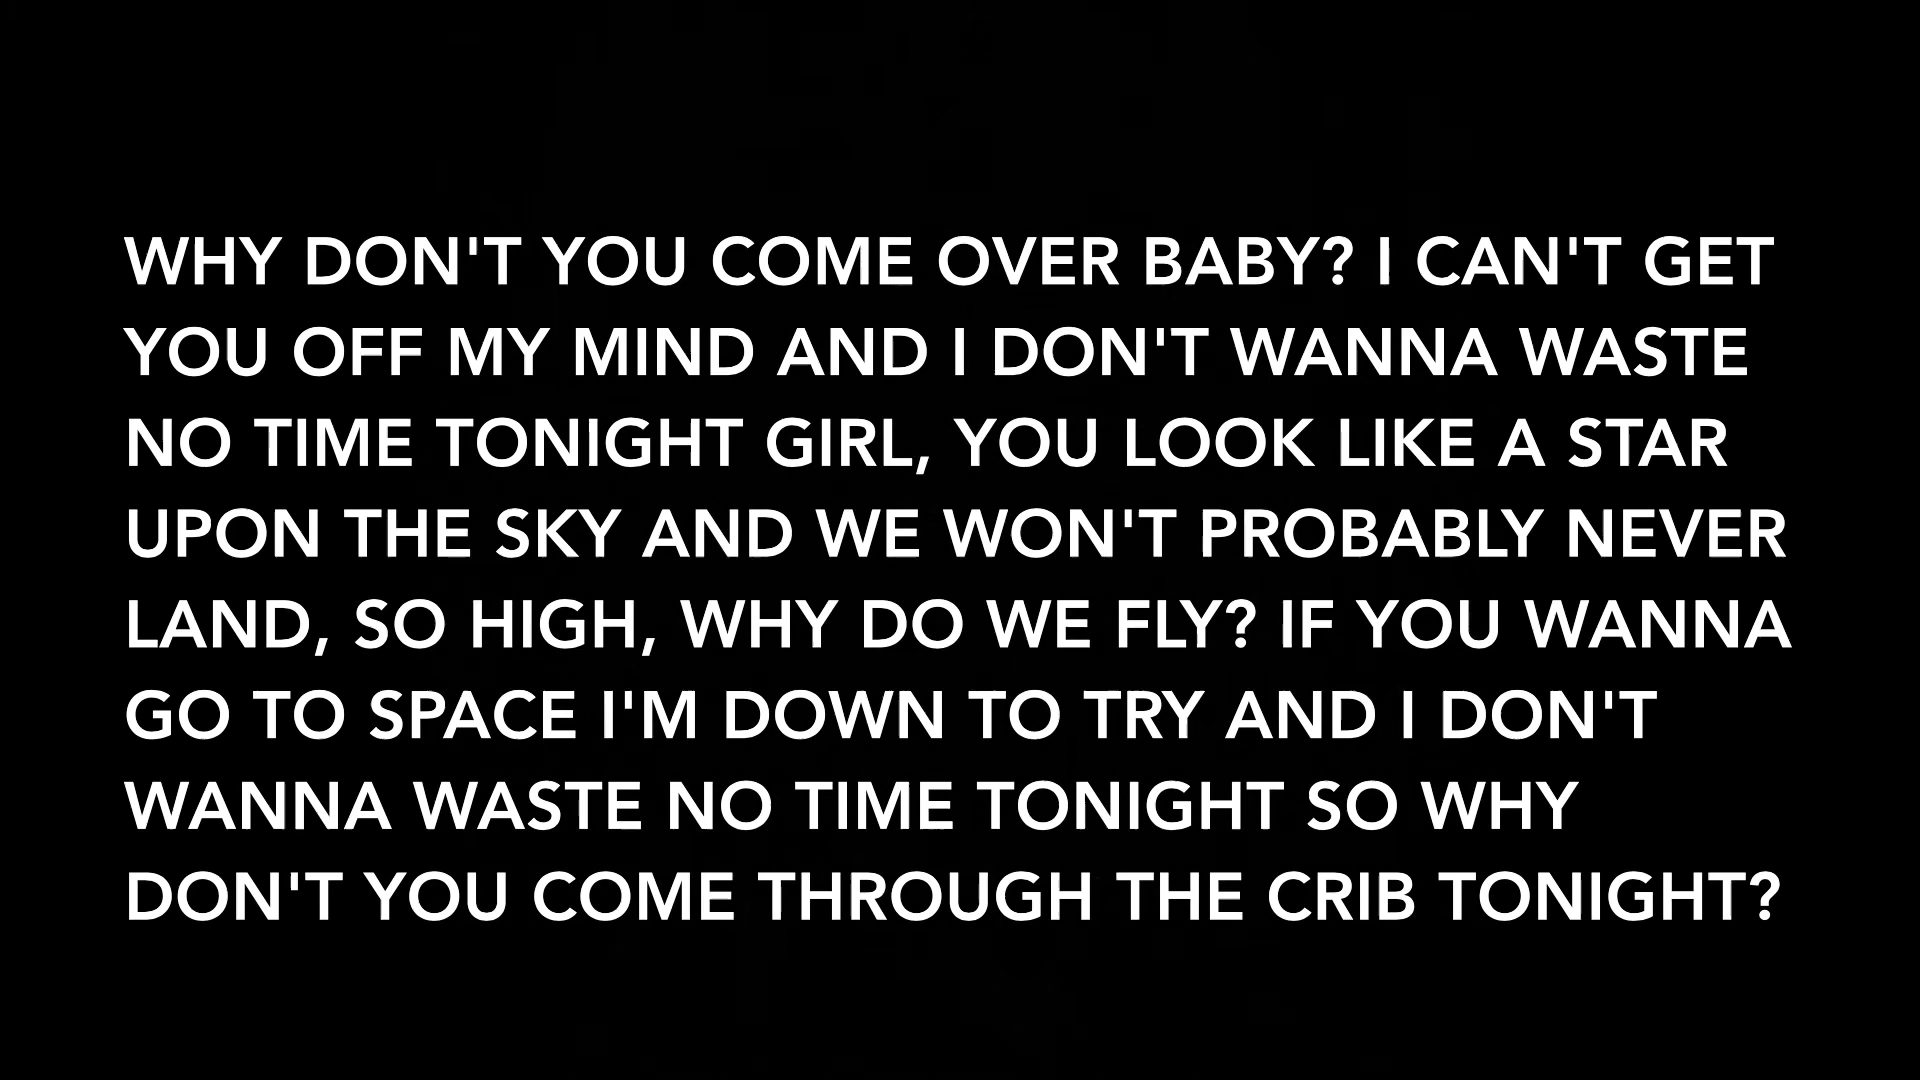 WHY DON'T YOU COME OVER BABY? I CAN'T GET
YOU OFF MY MIND AND I DON'T WANNA WASTE
NO TIME TONIGHT GIRL, YOU LOOK LIKE A STAR
UPON THE SKY AND WE WON'T PROBABLY NEVER
LAND, SO HIGH, WHY DO WE FLY? IF YOU WANNA
GO TO SPACE I'M DOWN TO TRY AND I DON'T
WANNA WASTE NO TIME TONIGHT SO WHY
DON'T YOU COME THROUGH THE CRIB TONIGHT?